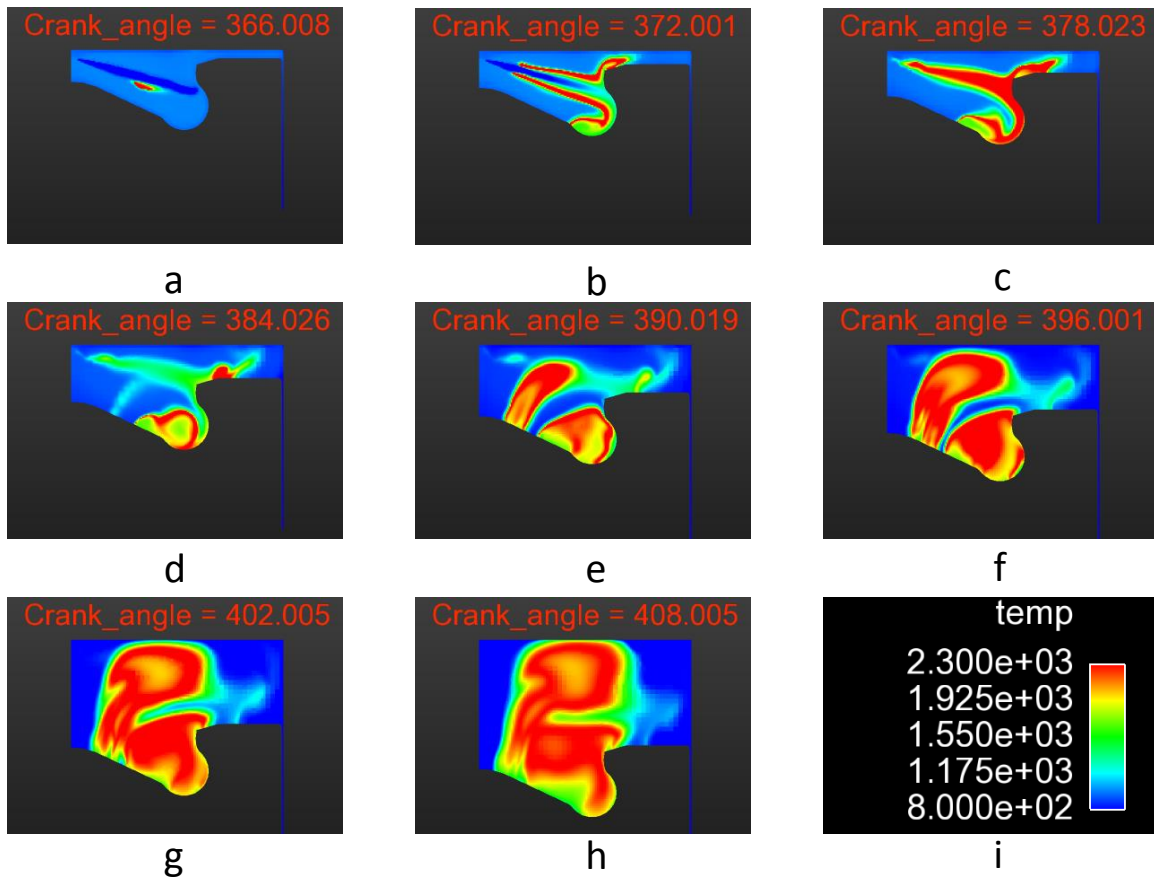 Crank_angle = 366.008
Crank_angle = 372.001
Crank_angle = 378.023
a
b
c
Crank_angle = 384.026
Crank_angle = 390.019
Crank_angle = 396.001
d
e
f
Crank_angle = 402.005
Crank_angle = 408.005
temp
2.300e+03
1.925e+03
1.550e+03
1.175e+03
8.000e+02
g
h
i